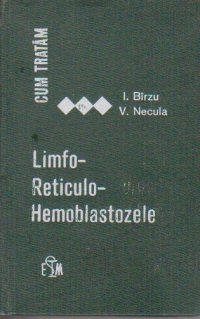 CUM TRATĂM
I. Bîrzu
V. Necula
Limfo-
Reticulo-
Hemoblastozele
E M